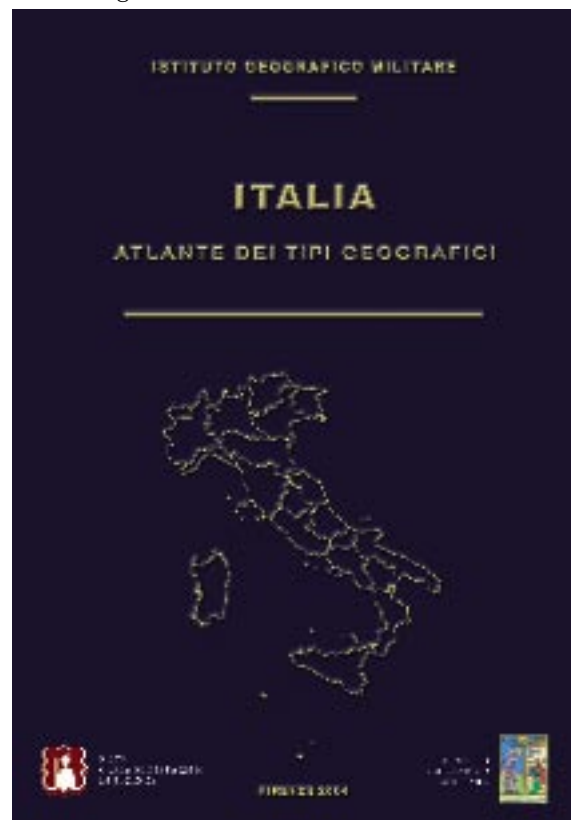 ISTITUTO GEOGRAFICO MILITARE
ITALIA
ATLANTE DEI TIPI GEOGRAFICI
FIRENZE 2004